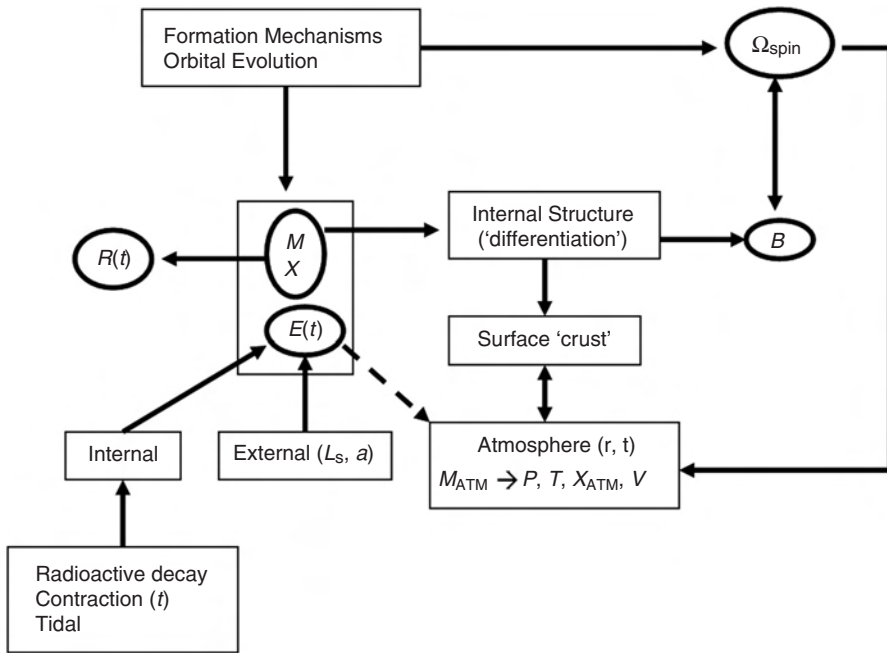 Formation Mechanisms
Orbital Evolution
Ωspin
M
X
R(t)
Internal Structure
(‘differentiation’)
B
E(t)
Surface ‘crust’
Internal
External (Ls, a)
Atmosphere (r, t)
MATM → P, T, XATM, V
Radioactive decay
Contraction (t)
Tidal